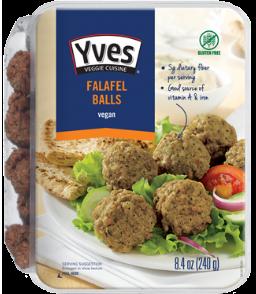 Yves
VEGGIE CUISINE
FALAFEL
BALLS
vegan
GLUTEN FREE
5g dietary fiber
per serving
Good source of
vitamin A & iron
SERVING SUGGESTION
8.4 oz (240g)